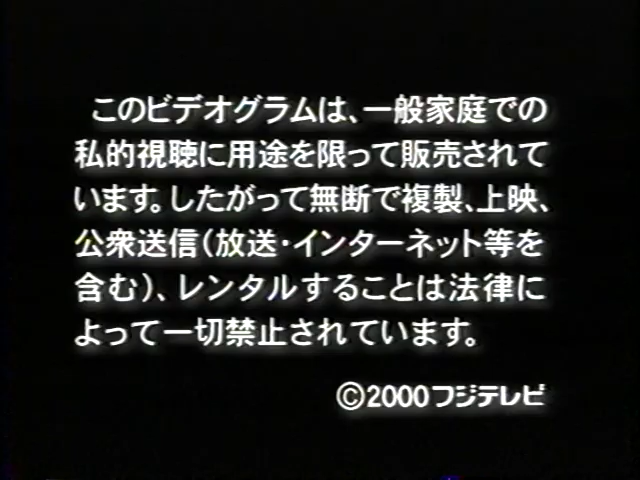 このビデオグラムは、一般家庭での
私的視聴に用途を限って販売されて
います。したがって無断で複製、上映、
公衆送信(放送・インターネット等を
含む)、レンタルすることは法律に
よって一切禁止されています。
©2000フジテレビ